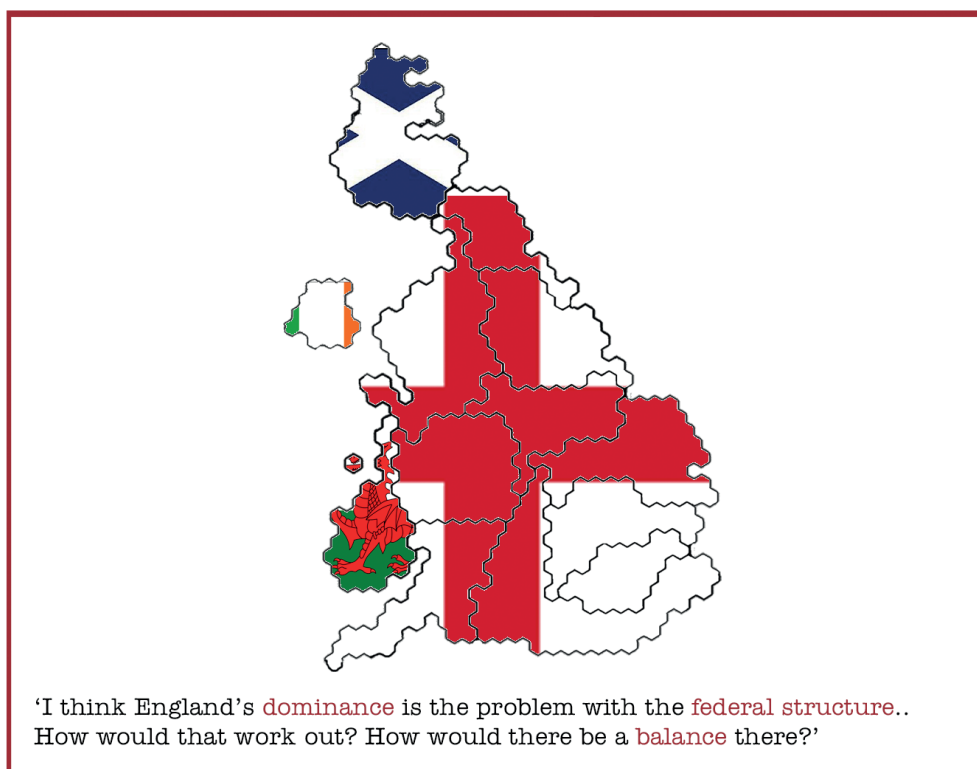 ‘I think England’s dominance is the problem with the federal structure..
How would that work out? How would there be a balance there?’